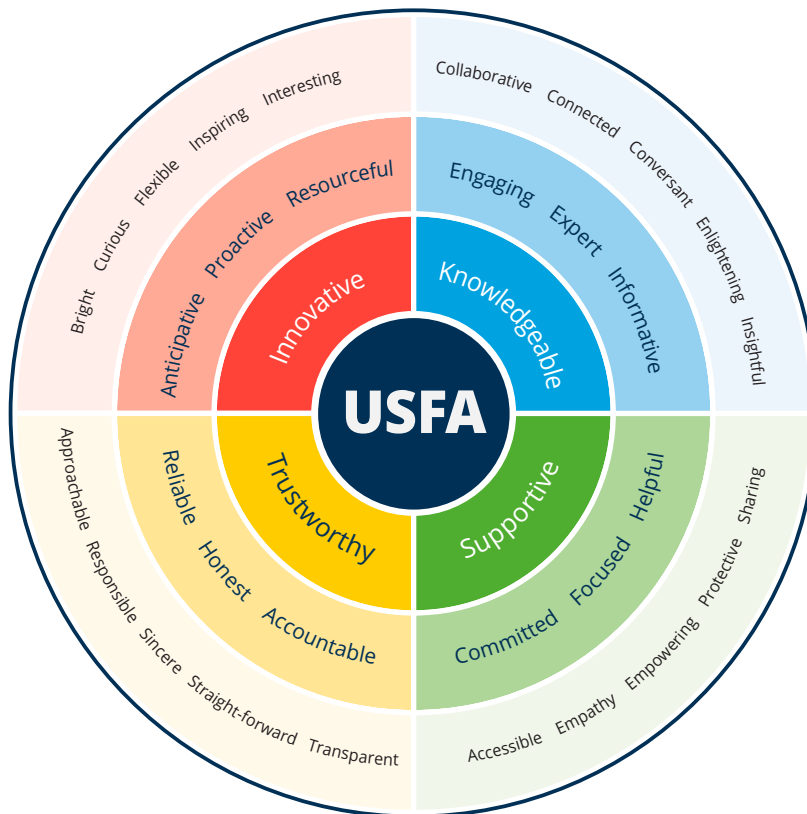 USFA
Innovative
Anticipative Proactive Resourceful
Bright Curious Flexible Inspiring Interesting
Knowledgeable
Engaging Expert Informative
Collaborative Connected Conversant Enlightening Insightful
Supportive
Committed Focused Helpful
Accessible Empathy Empowering Protective Sharing
Trustworthy
Reliable Honest Accountable
Approachable Responsible Sincere Straight-forward Transparent